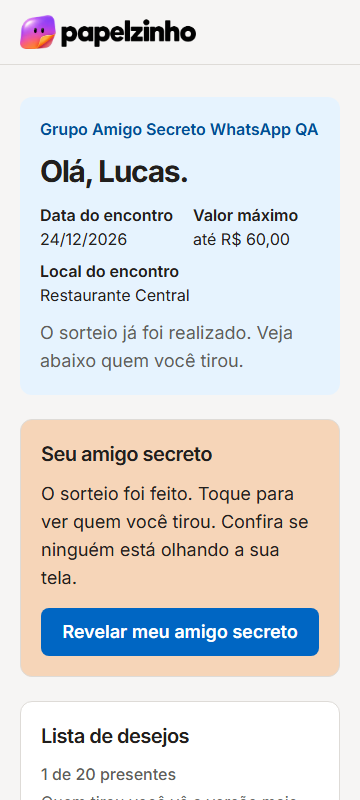 papelzinho
Grupo Amigo Secreto WhatsApp QA
Olá, Lucas.
Data do encontro
24/12/2026
Valor máximo
até R$ 60,00
Local do encontro
Restaurante Central
O sorteio já foi realizado. Veja
abaixo quem você tirou.
Seu amigo secreto
O sorteio foi feito. Toque para
ver quem você tirou. Confira se
ninguém está olhando a sua
tela.
Revelar meu amigo secreto
Lista de desejos
1 de 20 presentes